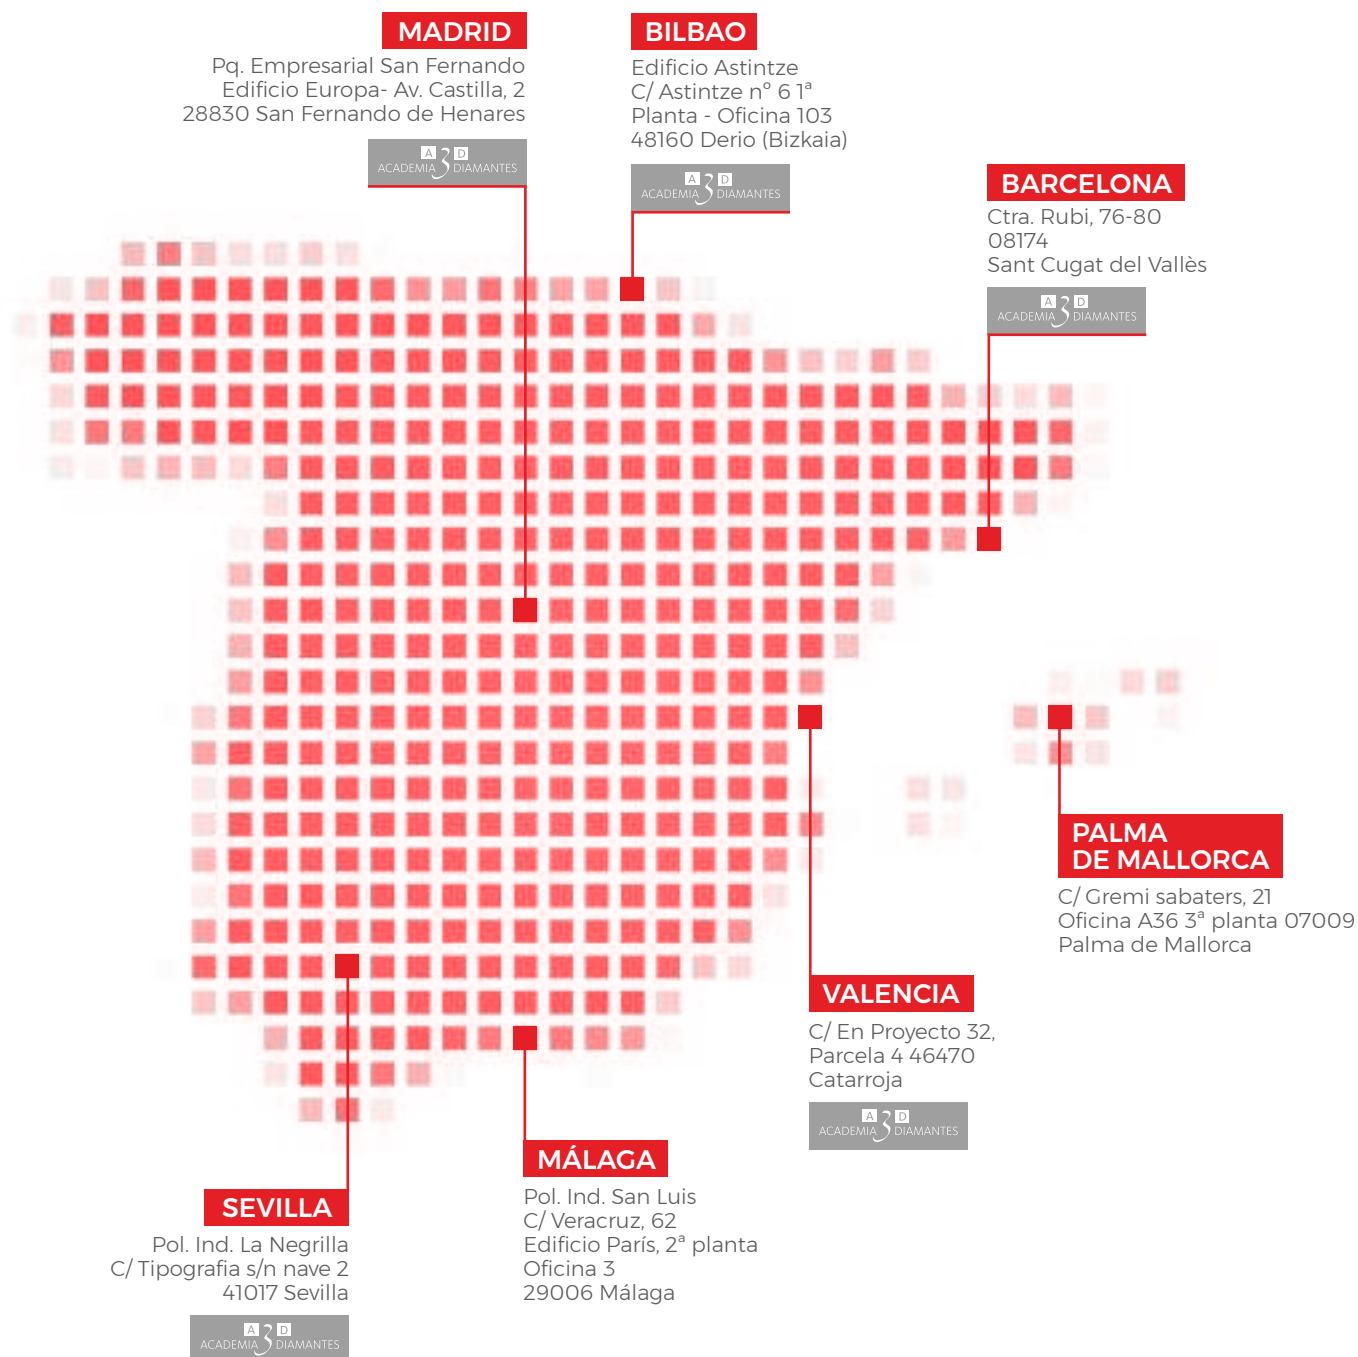 MADRID
Pq. Empresarial San Fernando
Edificio Europa- Av. Castilla, 2
28830 San Fernando de Henares
A 3 D
ACADEMIA DIAMANTES
BILBAO
Edificio Astintze
C/ Astintze nº 6 1ª
Planta - Oficina 103
48160 Derio (Bizkaia)
A 3 D
ACADEMIA DIAMANTES
BARCELONA
Ctra. Rubi, 76-80
08174
Sant Cugat del Vallès
A 3 D
ACADEMIA DIAMANTES
PALMA
DE MALLORCA
C/ Gremi sabaters, 21
Oficina A36 3ª planta 07009
Palma de Mallorca
VALENCIA
C/ En Proyecto 32,
Parcela 4 46470
Catarroja
A 3 D
ACADEMIA DIAMANTES
MÁLAGA
Pol. Ind. San Luis
C/ Veracruz, 62
Edificio París, 2ª planta
Oficina 3
29006 Málaga
SEVILLA
Pol. Ind. La Negrilla
C/ Tipografia s/n nave 2
41017 Sevilla
A 3 D
ACADEMIA DIAMANTES